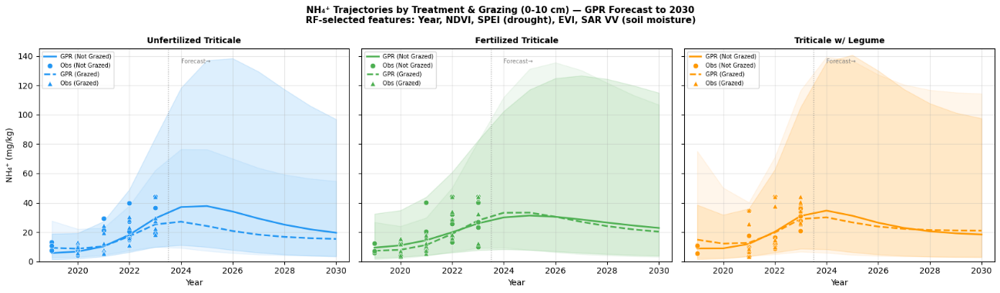 NH₄⁺ Trajectories by Treatment & Grazing (0-10 cm) — GPR Forecast to 2030
RF-selected features: Year, NDVI, SPEI (drought), EVI, SAR VV (soil moisture)
Unfertilized Triticale
GPR (Not Grazed)
Obs (Not Grazed)
GPR (Grazed)
Obs (Grazed)
Forecast→
NH₄⁺ (mg/kg)
140
120
100
80
60
40
20
0
2020
2022
2024
2026
2028
2030
Year
Fertilized Triticale
GPR (Not Grazed)
Obs (Not Grazed)
GPR (Grazed)
Obs (Grazed)
Forecast→
2020
2022
2024
2026
2028
2030
Year
Triticale w/ Legume
GPR (Not Grazed)
Obs (Not Grazed)
GPR (Grazed)
Obs (Grazed)
Forecast→
2020
2022
2024
2026
2028
2030
Year